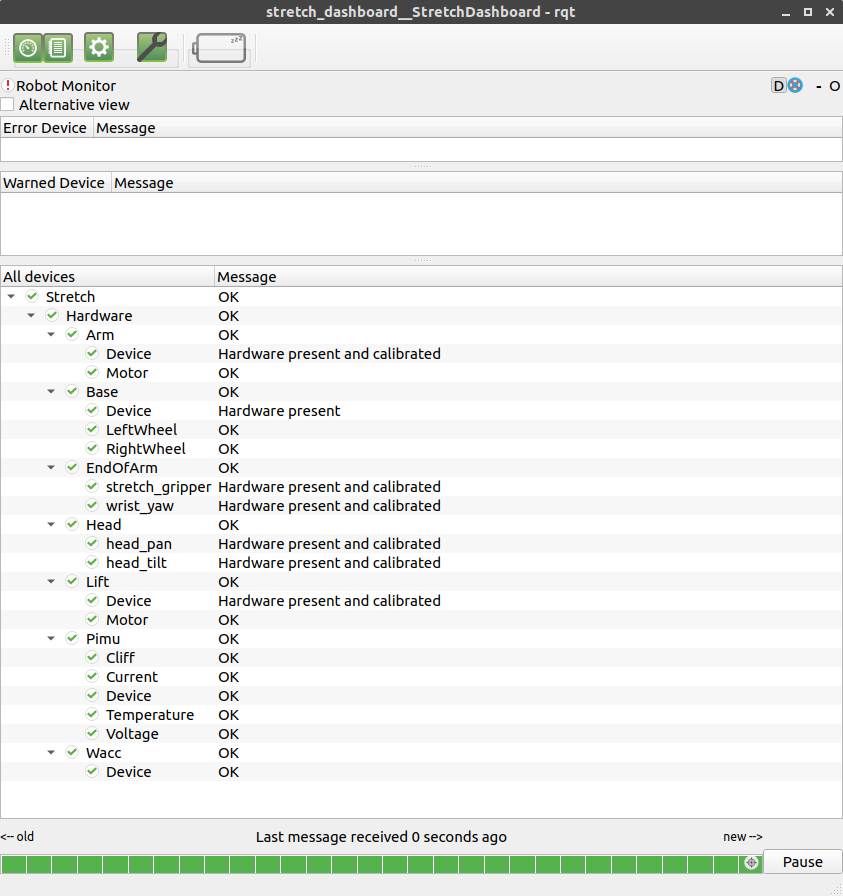 stretch_dashboard__StretchDashboard - rqt
zzZ
Robot Monitor D - O
Alternative view
Error Device Message
Warned Device Message
All devices Message
Stretch OK
Hardware OK
Arm OK
Device Hardware present and calibrated
Motor OK
Base OK
Device Hardware present
LeftWheel OK
RightWheel OK
EndOfArm OK
stretch_gripper Hardware present and calibrated
wrist_yaw Hardware present and calibrated
Head OK
head_pan Hardware present and calibrated
head_tilt Hardware present and calibrated
Lift OK
Device Hardware present and calibrated
Motor OK
Pimu OK
Cliff OK
Current OK
Device OK
Temperature OK
Voltage OK
Wacc OK
Device OK
<-- old Last message received 0 seconds ago new -->
Pause